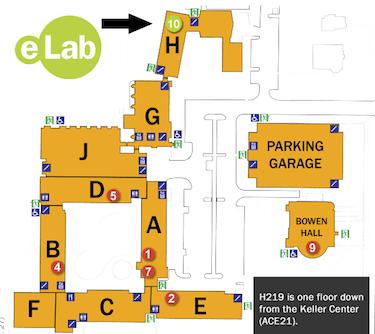 eLab
10
H
G
J
PARKING
GARAGE
D
5
A
B
4
1
7
BOWEN
HALL
9
2
F
C
E
H219 is one floor down
from the Keller Center
(ACE21).